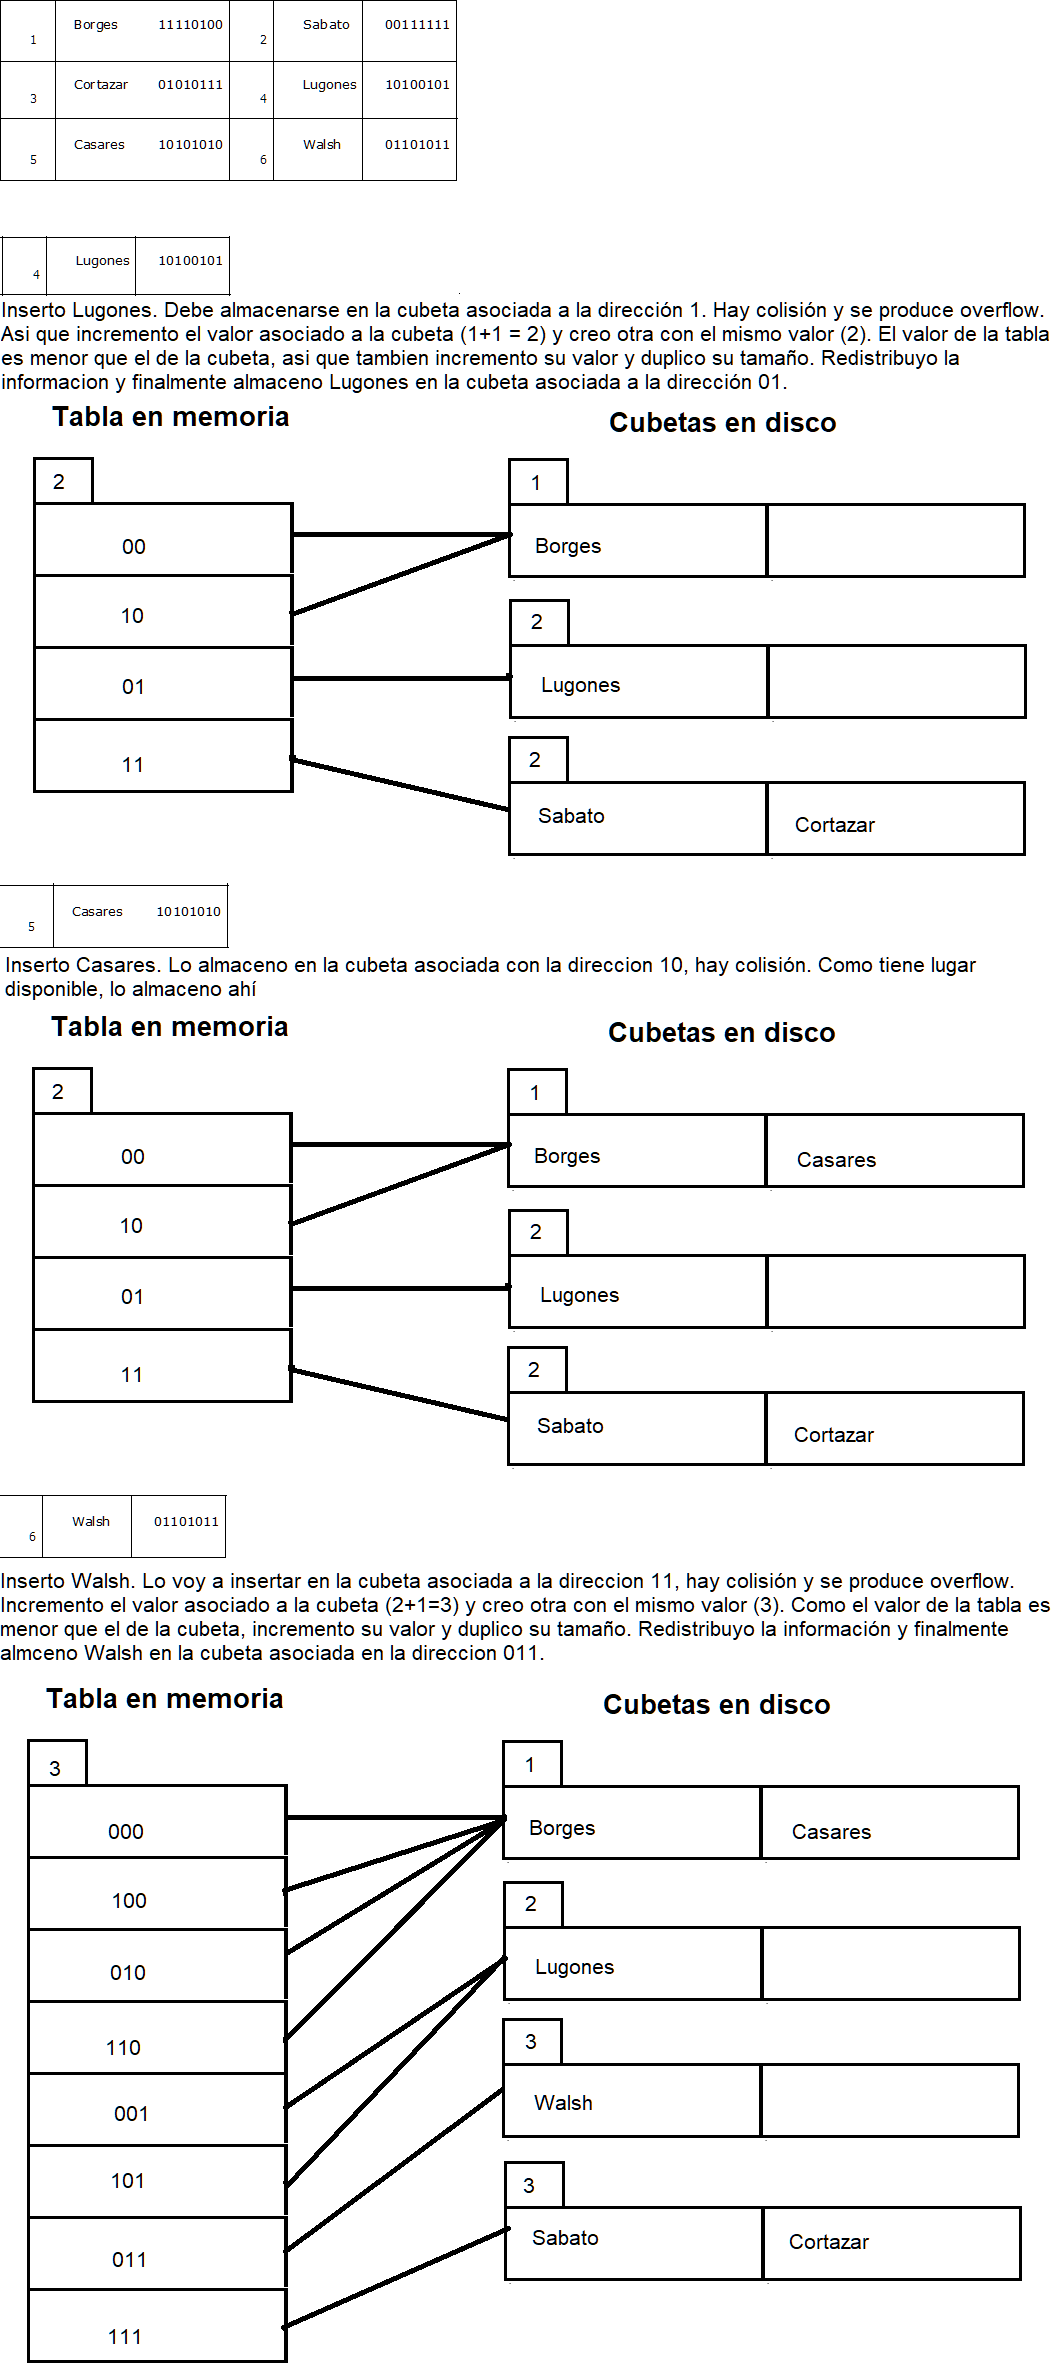 1 Borges 11110100 2 Sabato 00111111
3 Cortazar 01010111 4 Lugones 10100101
5 Casares 10101010 6 Walsh 01101011
4 Lugones 10100101
Inserto Lugones. Debe almacenarse en la cubeta asociada a la dirección 1. Hay colisión y se produce overflow.
Asi que incremento el valor asociado a la cubeta (1+1 = 2) y creo otra con el mismo valor (2). El valor de la tabla
es menor que el de la cubeta, asi que tambien incremento su valor y duplico su tamaño. Redistribuyo la
informacion y finalmente almaceno Lugones en la cubeta asociada a la dirección 01.
Tabla en memoria
Cubetas en disco
2
1
00
Borges
10
2
01
Lugones
2
11
Sabato Cortazar
5 Casares 10101010
Inserto Casares. Lo almaceno en la cubeta asociada con la direccion 10, hay colisión. Como tiene lugar
disponible, lo almaceno ahí
Tabla en memoria
Cubetas en disco
2
1
00
Borges Casares
10
2
01
Lugones
2
11
Sabato Cortazar
6 Walsh 01101011
Inserto Walsh. Lo voy a insertar en la cubeta asociada a la direccion 11, hay colisión y se produce overflow.
Incremento el valor asociado a la cubeta (2+1=3) y creo otra con el mismo valor (3). Como el valor de la tabla es
menor que el de la cubeta, incremento su valor y duplico su tamaño. Redistribuyo la información y finalmente
almceno Walsh en la cubeta asociada en la direccion 011.
Tabla en memoria
Cubetas en disco
3
1
000
Borges Casares
100
2
010
Lugones
110
3
001
Walsh
101
3
011
Sabato Cortazar
111